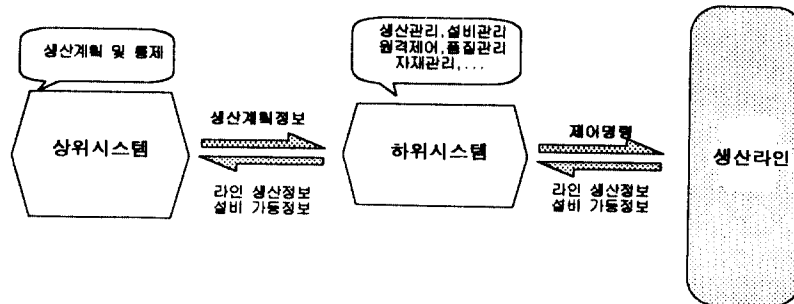 생산계획 및 통제
생산관리,설비관리
원격제어,품질관리
자재관리,...
상위시스템
생산계획정보
라인 생산정보
설비 가동정보
하위시스템
제어명령
라인 생산정보
설비 가동정보
생산라인